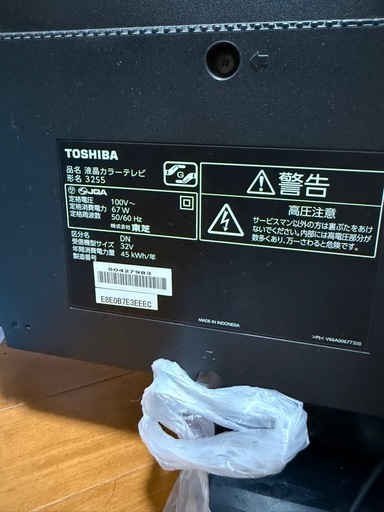 TOSHIBA
品名 液晶カラーテレビ
形名 32S5
JQA
定格電圧 100V～
定格消費電力 67W
定格周波数 50/60 Hz
株式会社 東芝
区分名 DN
受信機型サイズ 32V
年間消費電力量 45 kWh/年
製造番号
50427983
E8E0B7E3EEEC
警告
高圧注意
サービスマン以外の方は裏ぶたをあけ
ないでください。内部には高電圧部分が
数多くあり、万一さわると危険です。
MADE IN INDONESIA
>PS< V66A00677200